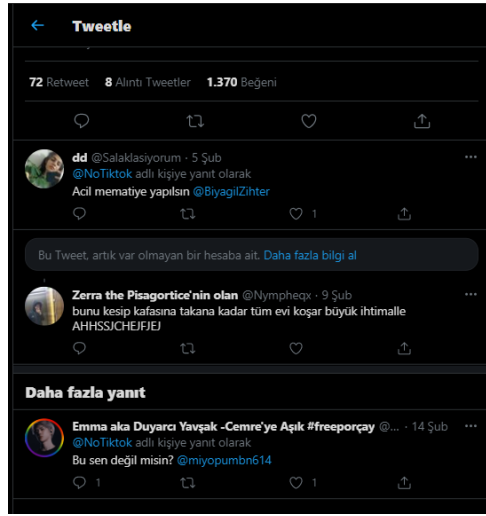 Tweetle
72 Retweet 8 Alıntı Tweetler 1.370 Beğeni
dd @Salaklasiyorum · 5 Şub
@NoTiktok adlı kişiye yanıt olarak
Acil mematiye yapılsın @BiyagilZihter
1
Bu Tweet, artık var olmayan bir hesaba ait. Daha fazla bilgi al
Zerra the Pisagortice'nin olan @Nympheqx · 9 Şub
bunu kesip kafasına takana kadar tüm evi koşar büyük ihtimalle
AHHSSJCHEJFJEJ
Daha fazla yanıt
Emma aka Duyarcı Yavşak -Cemre'ye Aşık #freeporçay @... · 14 Şub
@NoTiktok adlı kişiye yanıt olarak
Bu sen değil misin? @miyopumbn614
1 1